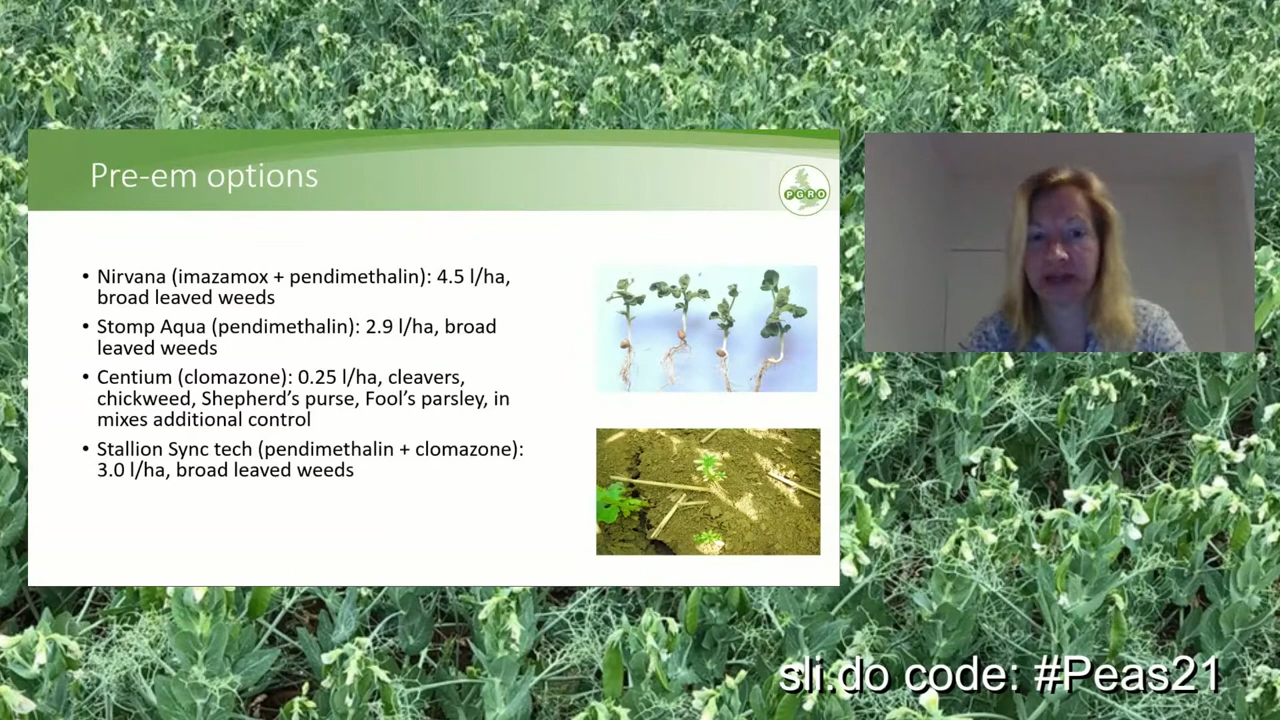 Pre-em options
PGRO
• Nirvana (imazamox + pendimethalin): 4.5 l/ha,
broad leaved weeds
• Stomp Aqua (pendimethalin): 2.9 l/ha, broad
leaved weeds
• Centium (clomazone): 0.25 l/ha, cleavers,
chickweed, Shepherd’s purse, Fool’s parsley, in
mixes additional control
• Stallion Sync tech (pendimethalin + clomazone):
3.0 l/ha, broad leaved weeds
sli.do code: #Peas21